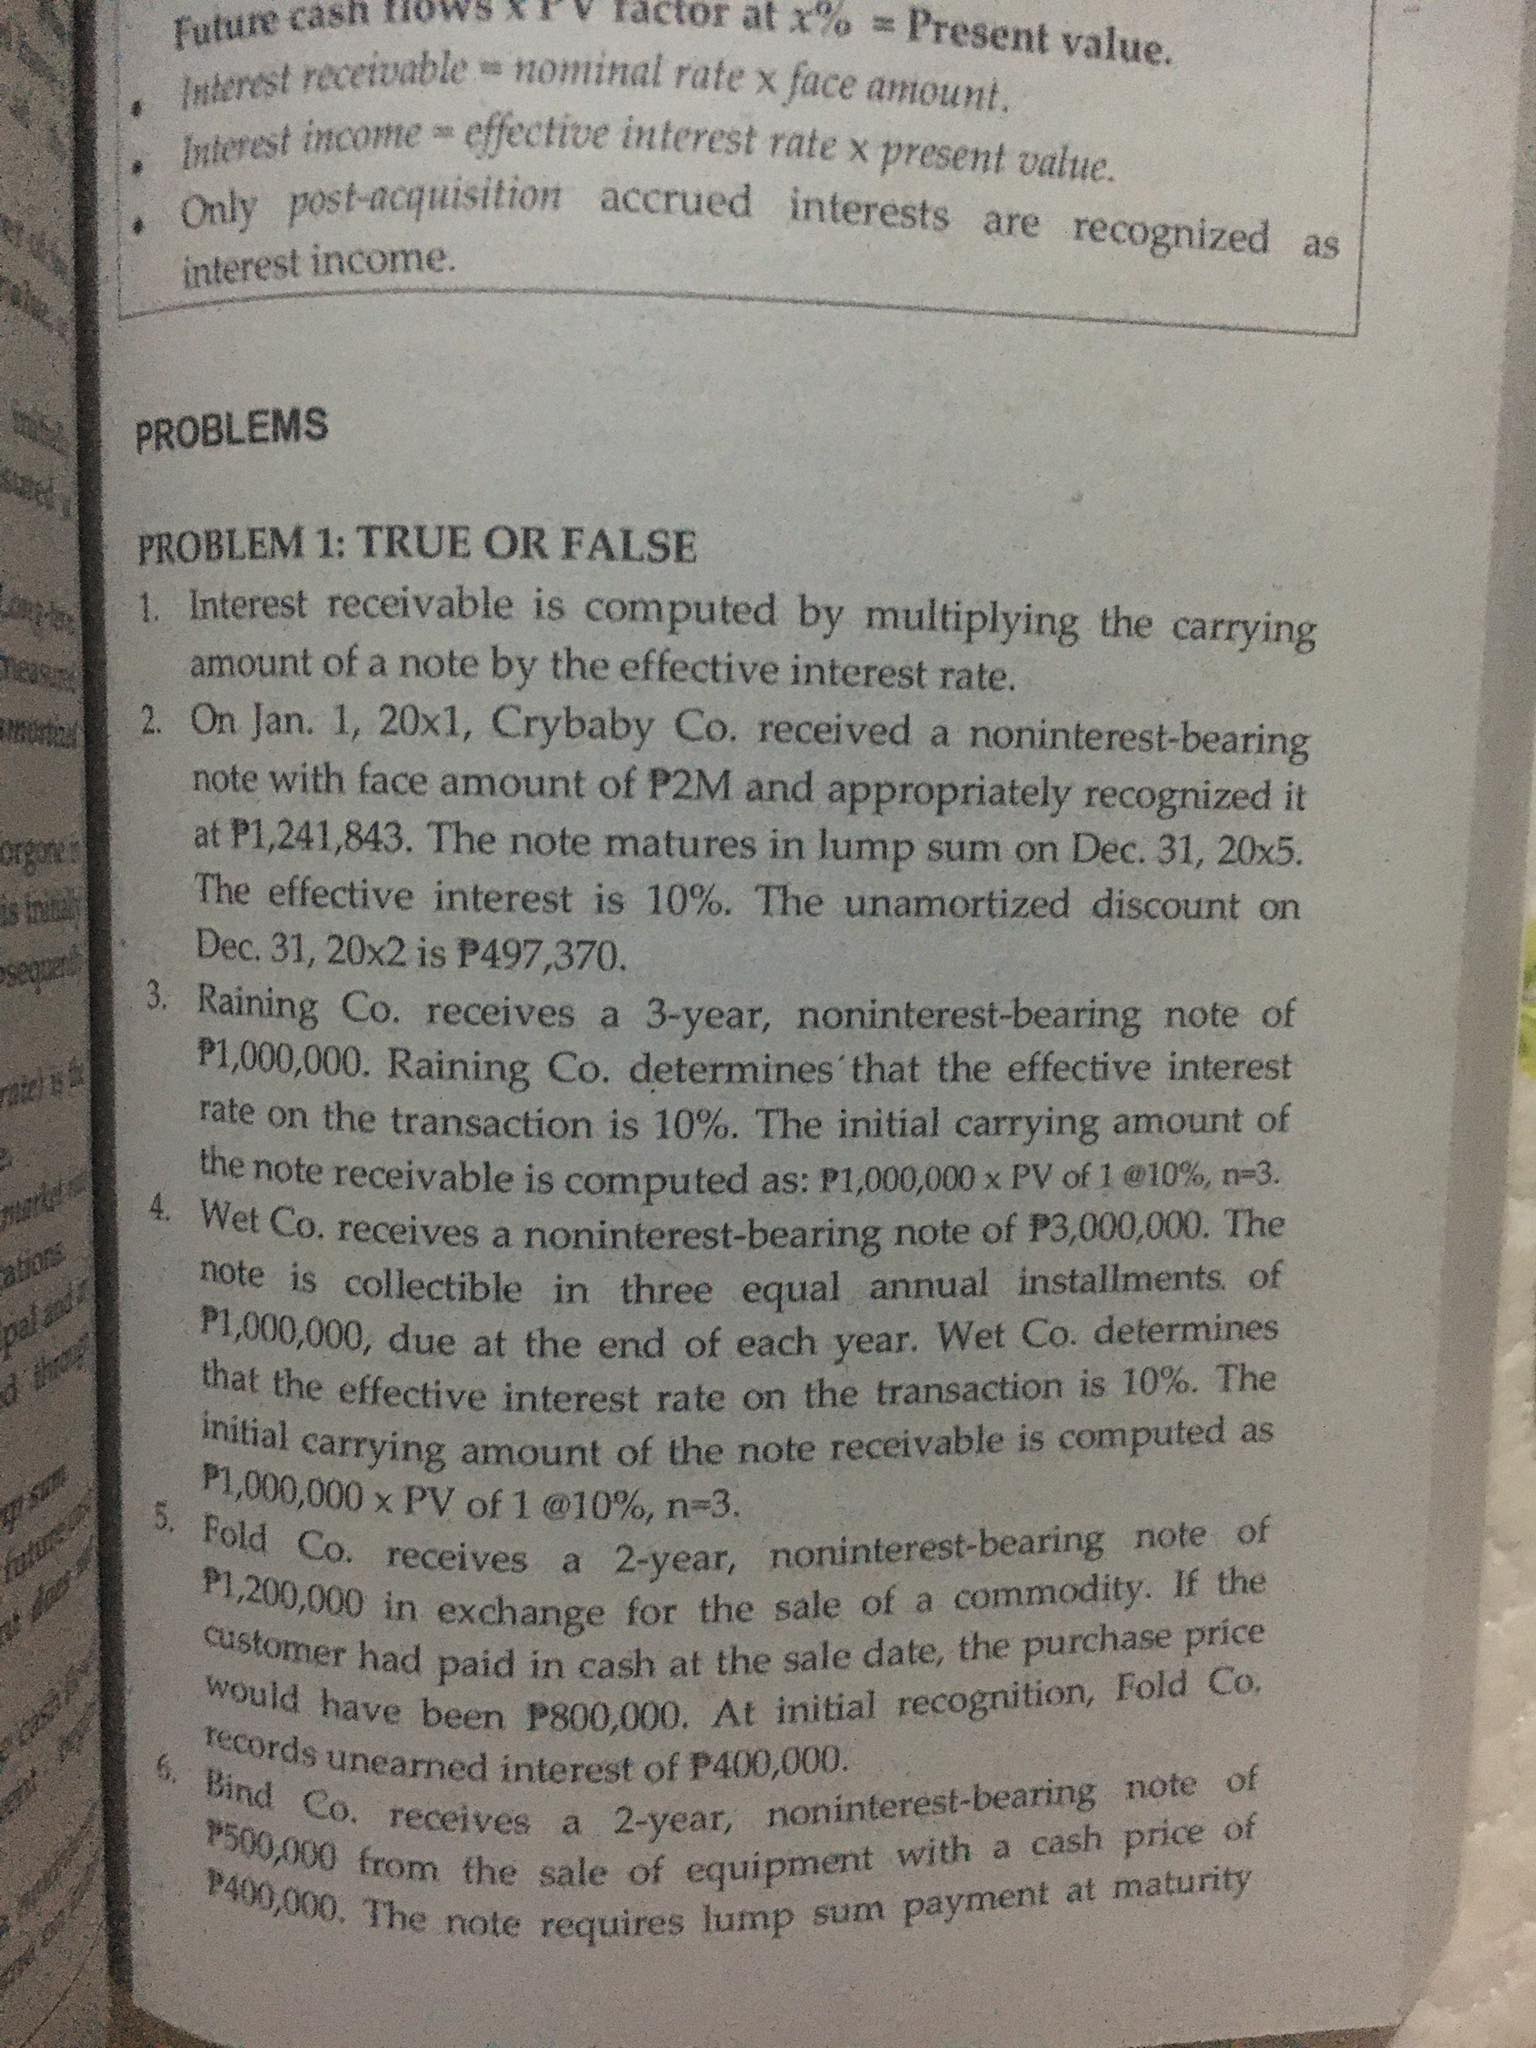 Future cash flows x PV factor at x% = Present value.
• Interest receivable = nominal rate x face amount.
• Interest income = effective interest rate x present value.
• Only post-acquisition accrued interests are recognized as
interest income.
PROBLEMS
PROBLEM 1: TRUE OR FALSE
1. Interest receivable is computed by multiplying the carrying
amount of a note by the effective interest rate.
2. On Jan. 1, 20x1, Crybaby Co. received a noninterest-bearing
note with face amount of ₱2M and appropriately recognized it
at ₱1,241,843. The note matures in lump sum on Dec. 31, 20x5.
The effective interest is 10%. The unamortized discount on
Dec. 31, 20x2 is ₱497,370.
3. Raining Co. receives a 3-year, noninterest-bearing note of
₱1,000,000. Raining Co. determines that the effective interest
rate on the transaction is 10%. The initial carrying amount of
the note receivable is computed as: ₱1,000,000 x PV of 1 @10%, n=3.
4. Wet Co. receives a noninterest-bearing note of ₱3,000,000. The
note is collectible in three equal annual installments of
₱1,000,000, due at the end of each year. Wet Co. determines
that the effective interest rate on the transaction is 10%. The
initial carrying amount of the note receivable is computed as
₱1,000,000 x PV of 1 @10%, n=3.
5. Fold Co. receives a 2-year, noninterest-bearing note of
₱1,200,000 in exchange for the sale of a commodity. If the
customer had paid in cash at the sale date, the purchase price
would have been ₱800,000. At initial recognition, Fold Co.
records unearned interest of ₱400,000.
6. Bind Co. receives a 2-year, noninterest-bearing note of
₱500,000 from the sale of equipment with a cash price of
₱400,000. The note requires lump sum payment at maturity